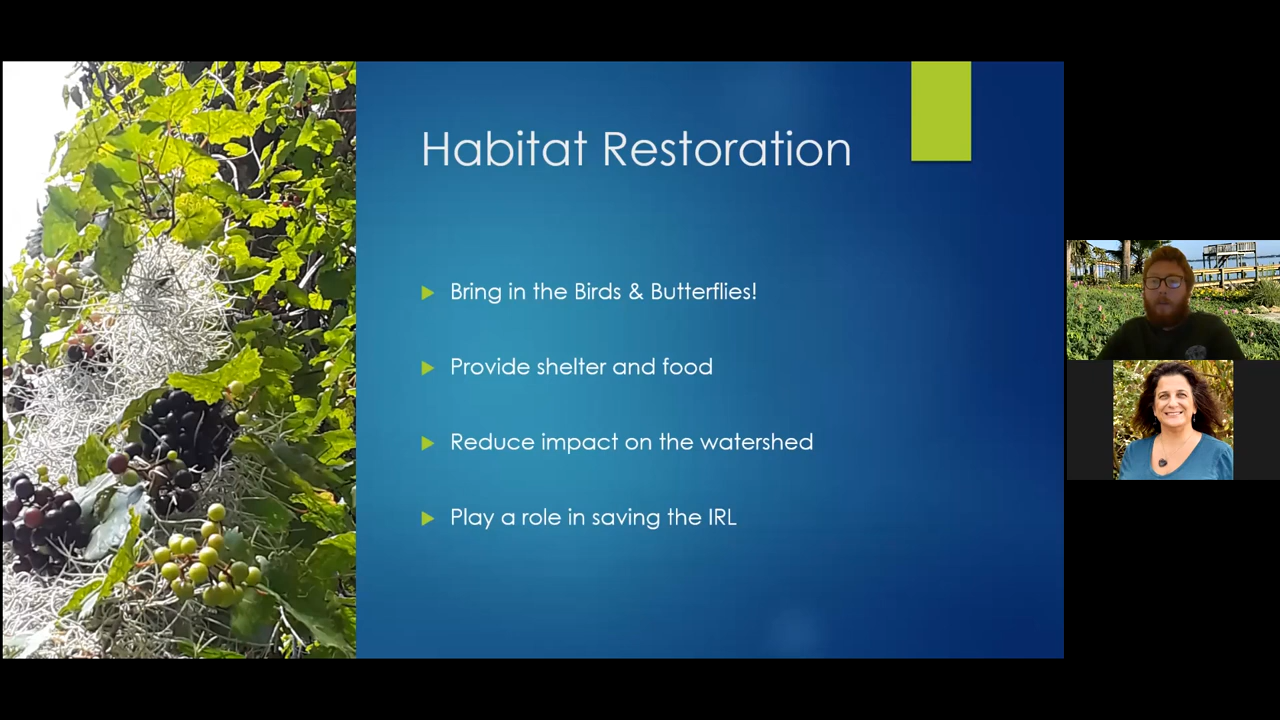 Habitat Restoration
Bring in the Birds & Butterflies!
Provide shelter and food
Reduce impact on the watershed
Play a role in saving the IRL